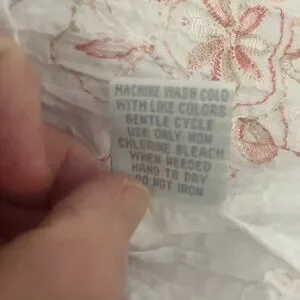 MACHINE WASH COLD
WITH LIKE COLORS
GENTLE CYCLE
USE ONLY NON
CHLORINE BLEACH
WHEN NEEDED
HANG TO DRY
DO NOT IRON